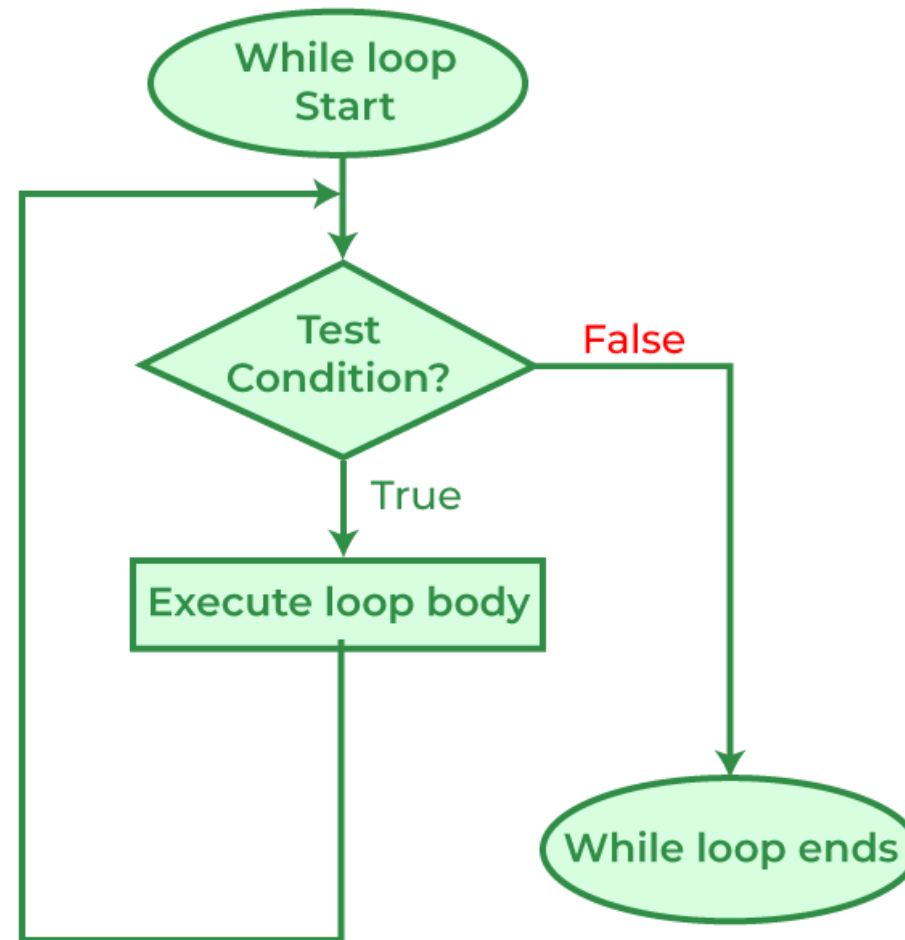 While loop
Start
Test
Condition?
False
True
Execute loop body
While loop ends